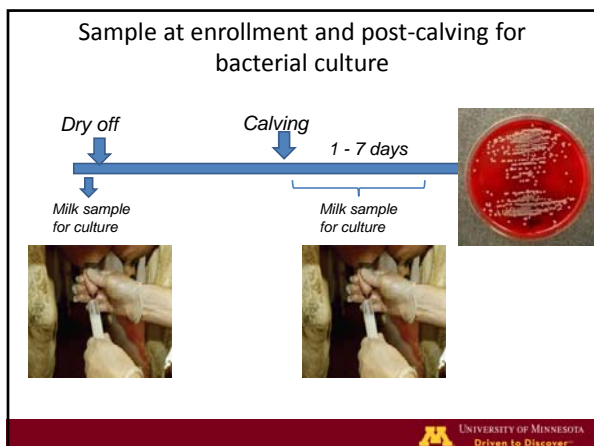 Sample at enrollment and post-calving for
bacterial culture
Dry off
Calving
1 - 7 days
Milk sample
for culture
Milk sample
for culture
UNIVERSITY OF MINNESOTA
Driven to Discover℠